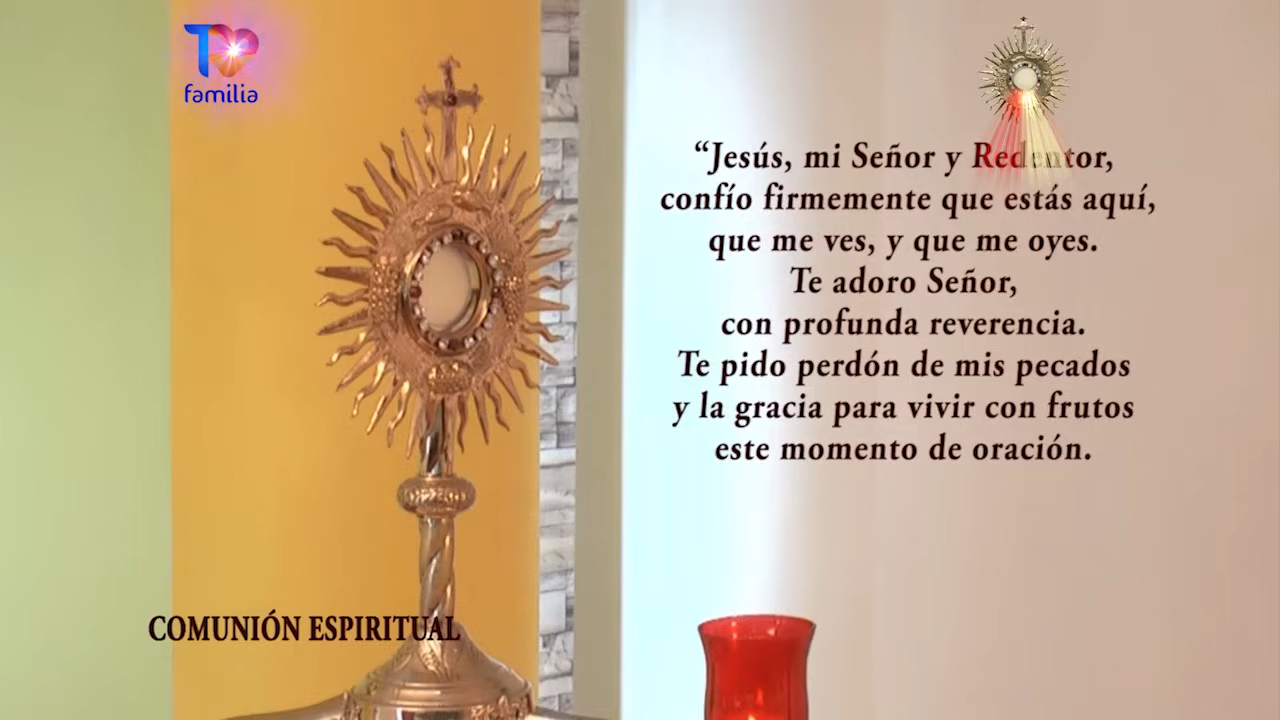 TO
familia
“Jesús, mi Señor y Redentor,
confío firmemente que estás aquí,
que me ves, y que me oyes.
Te adoro Señor,
con profunda reverencia.
Te pido perdón de mis pecados
y la gracia para vivir con frutos
este momento de oración.
COMUNIÓN ESPIRITUAL